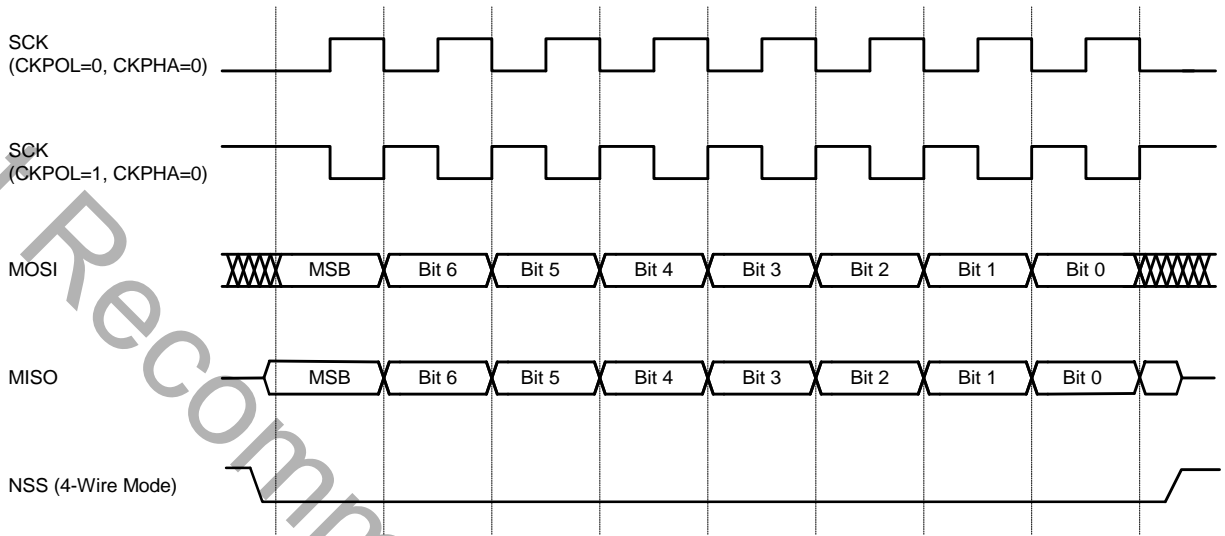 SCK
(CKPOL=0, CKPHA=0)
SCK
(CKPOL=1, CKPHA=0)
MOSI
MSB Bit 6 Bit 5 Bit 4 Bit 3 Bit 2 Bit 1 Bit 0
MISO
MSB Bit 6 Bit 5 Bit 4 Bit 3 Bit 2 Bit 1 Bit 0
NSS (4-Wire Mode)